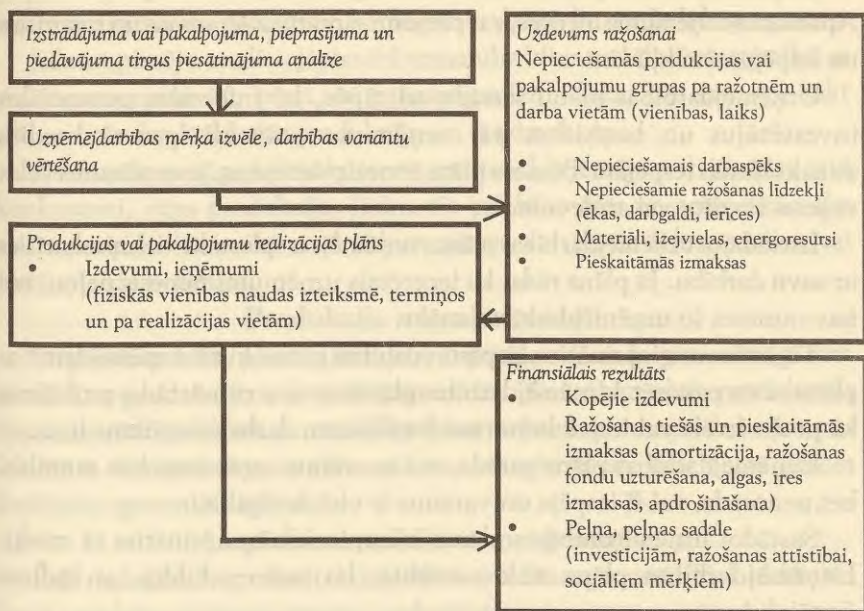 Izstrādājuma vai pakalpojuma, pieprasījuma un
piedāvājuma tirgus piesātinājuma analīze
Uzņēmējdarbības mērķa izvēle, darbības variantu
vērtēšana
Uzdevums ražošanai
Nepieciešamās produkcijas vai
pakalpojumu grupas pa ražotnēm un
darba vietām (vienības, laiks)
• Nepieciešamais darbaspēks
• Nepieciešamie ražošanas līdzekļi
(ēkas, darbgaldi, ierīces)
• Materiāli, izejvielas, energoresursi
• Pieskaitāmās izmaksas
Produkcijas vai pakalpojumu realizācijas plāns
• Izdevumi, ieņēmumi
(fiziskās vienības naudas izteiksmē, termiņos
un pa realizācijas vietām)
Finansiālais rezultāts
• Kopējie izdevumi
• Ražošanas tiešās un pieskaitāmās
izmaksas (amortizācija, ražošanas
fondu uzturēšana, algas, īres
izmaksas, apdrošināšana)
• Peļņa, peļņas sadale
(investīcijām, ražošanas attīstībai,
sociāliem mērķiem)